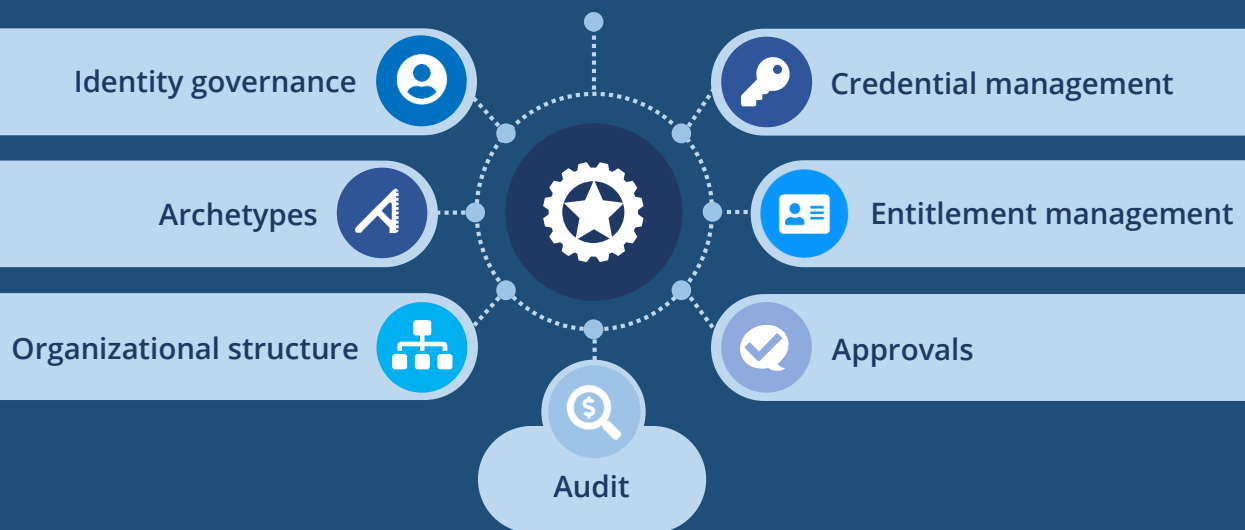 Identity governance
Credential management
Archetypes
Entitlement management
Organizational structure
Approvals
$
Audit